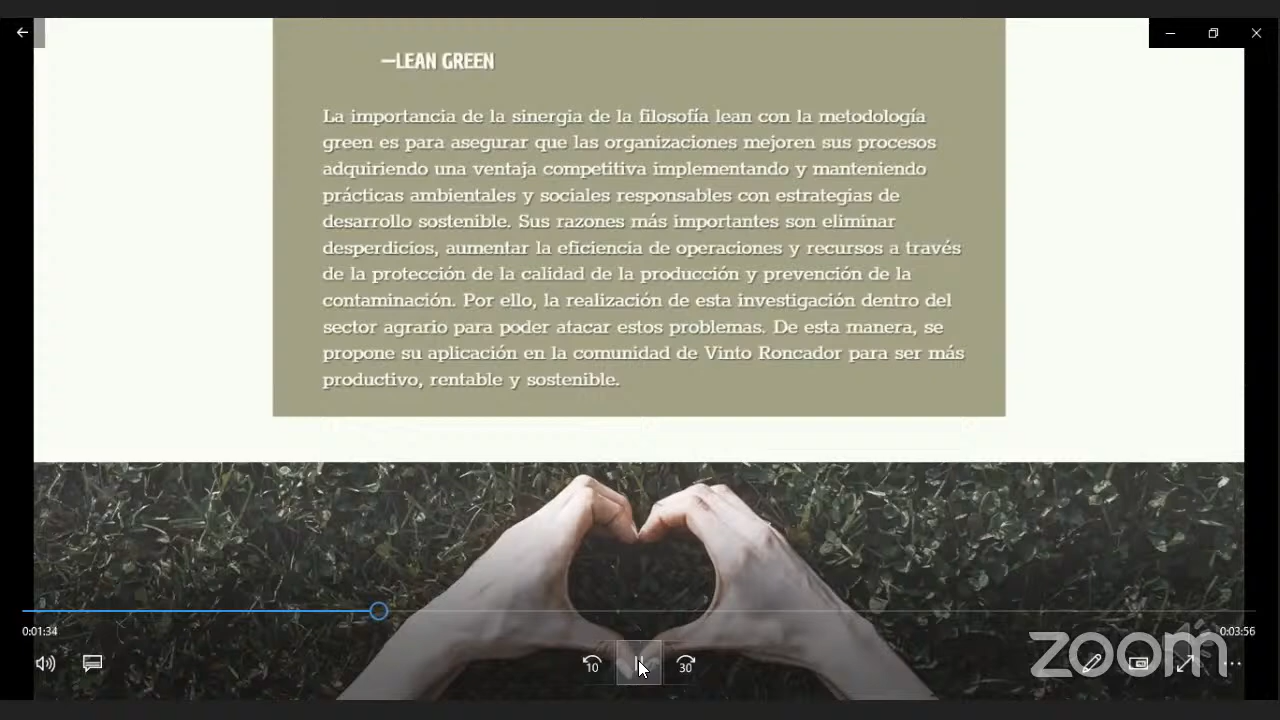 —LEAN GREEN
La importancia de la sinergia de la filosofía lean con la metodología
green es para asegurar que las organizaciones mejoren sus procesos
adquiriendo una ventaja competitiva implementando y manteniendo
prácticas ambientales y sociales responsables con estrategias de
desarrollo sostenible. Sus razones más importantes son eliminar
desperdicios, aumentar la eficiencia de operaciones y recursos a través
de la protección de la calidad de la producción y prevención de la
contaminación. Por ello, la realización de esta investigación dentro del
sector agrario para poder atacar estos problemas. De esta manera, se
propone su aplicación en la comunidad de Vinto Roncador para ser más
productivo, rentable y sostenible.
0:01:34
0:03:56
10
30
zoom